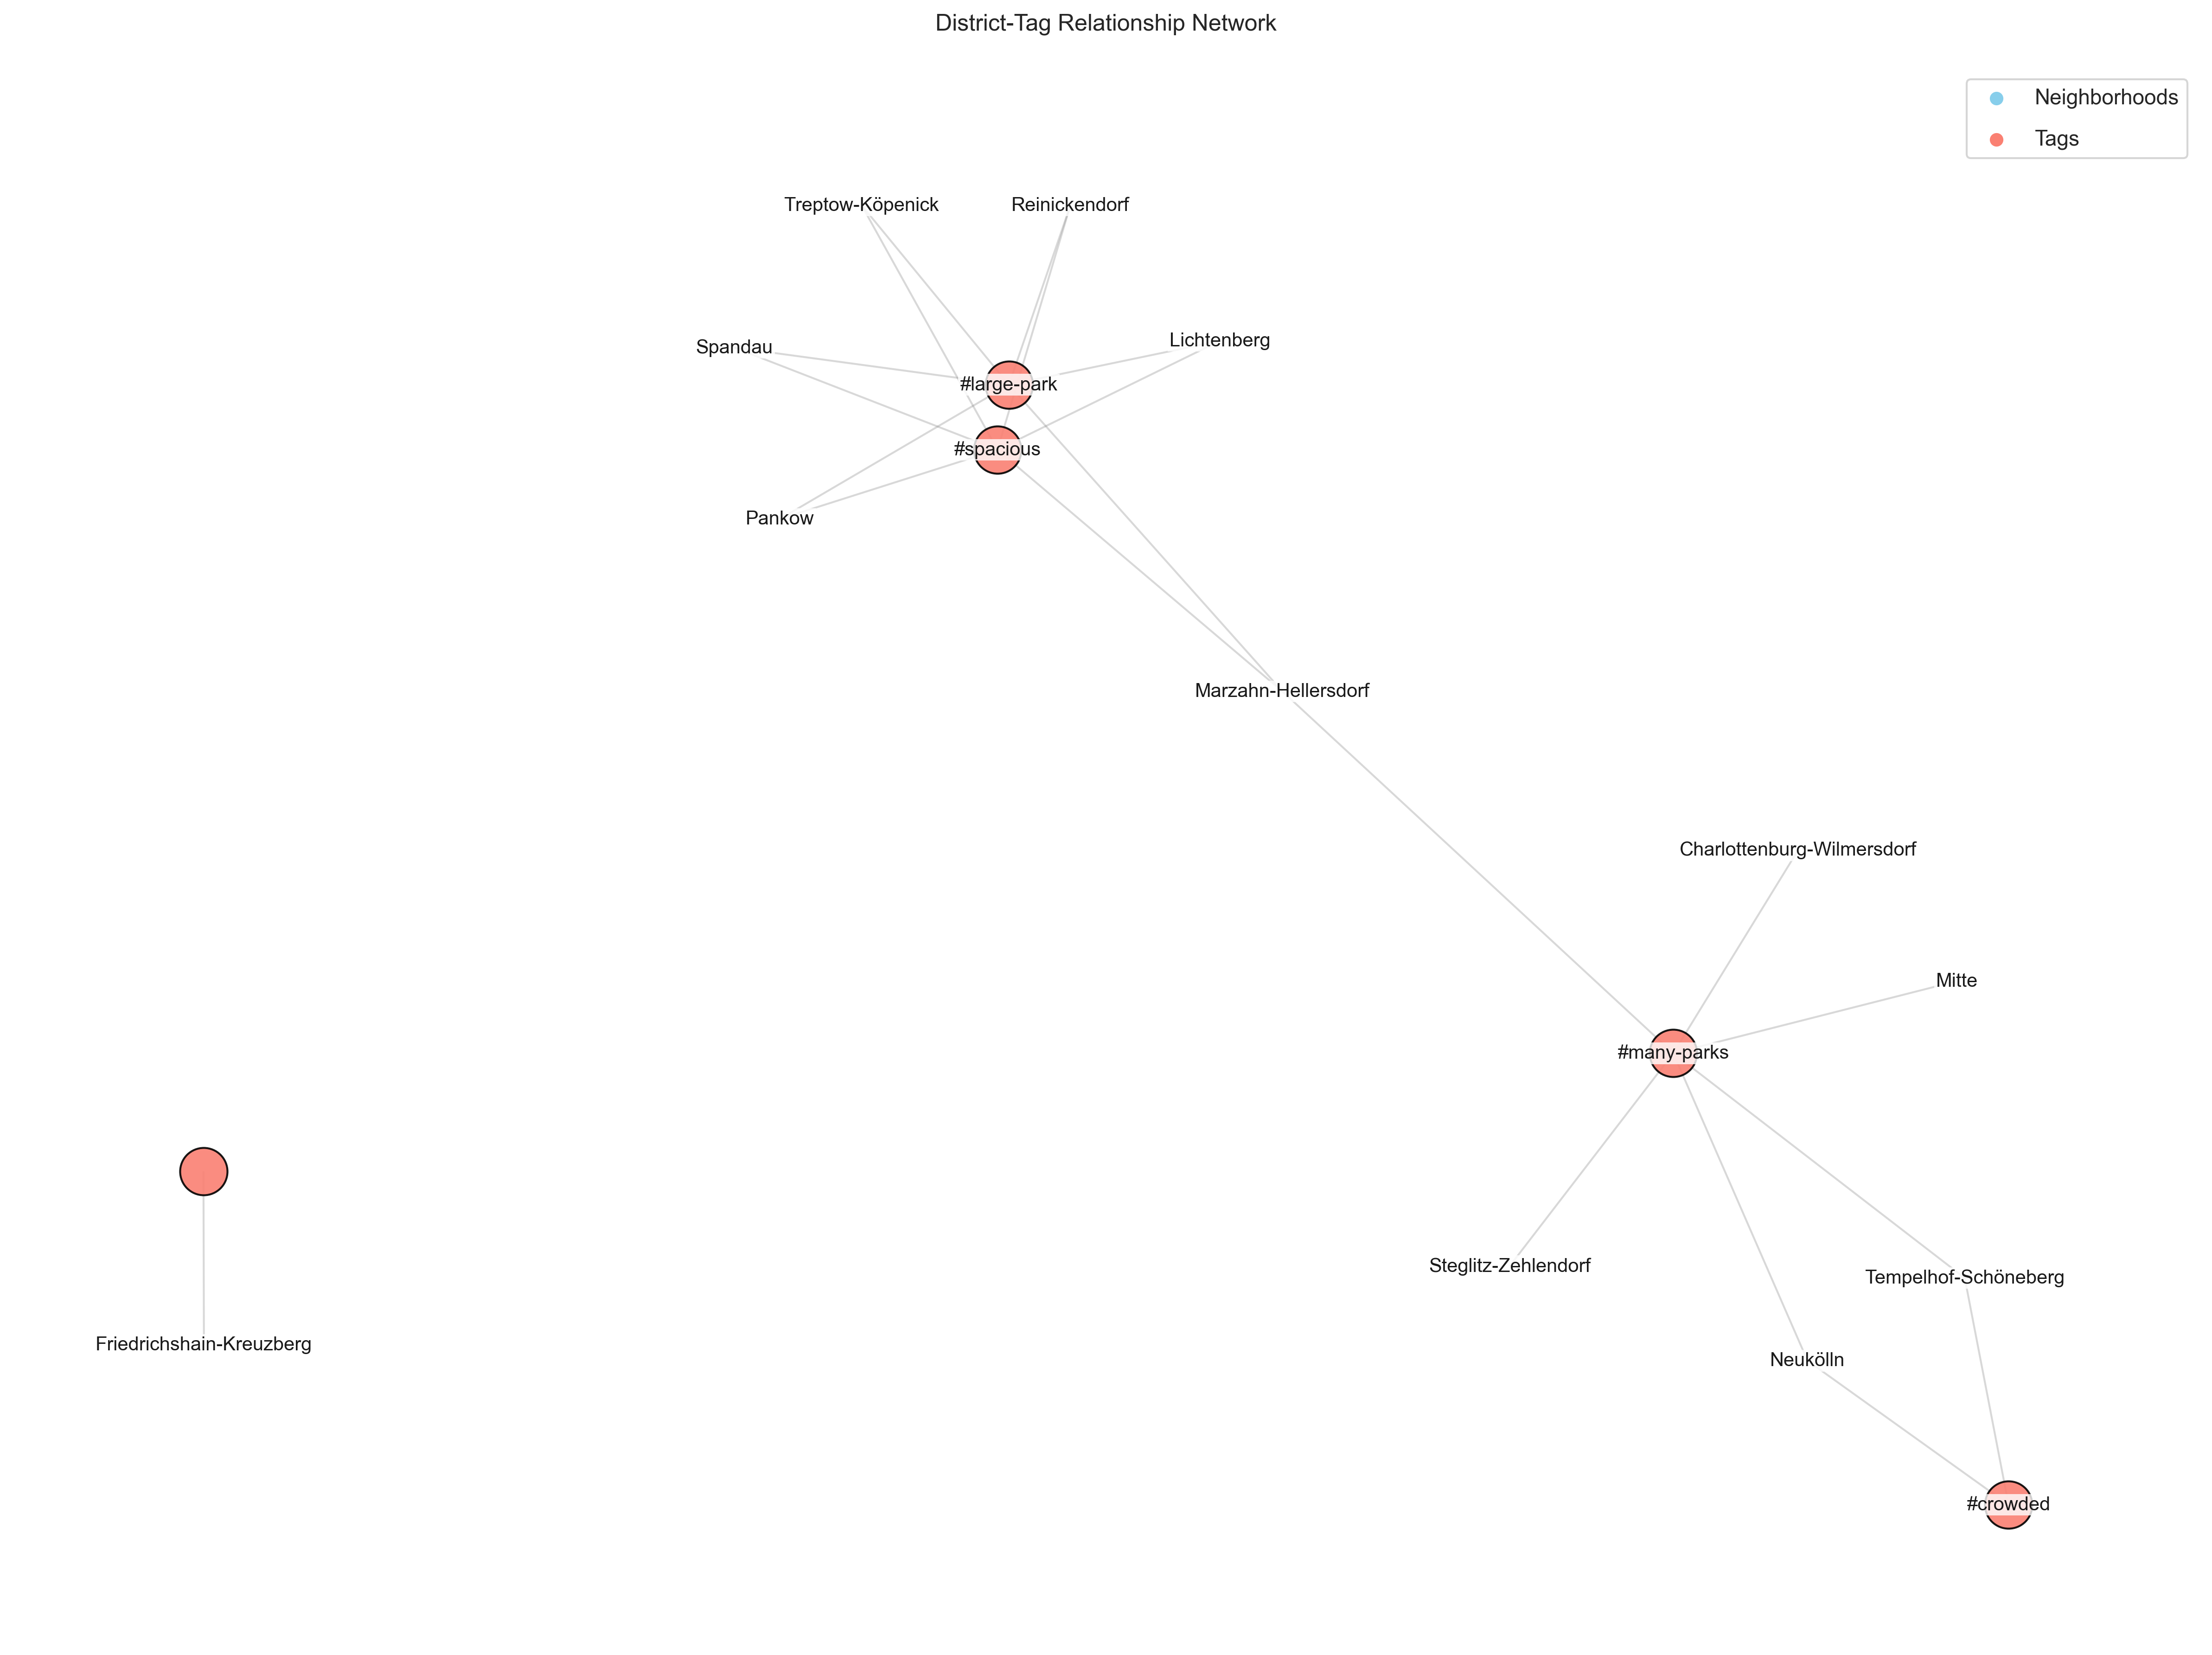 District-Tag Relationship Network
Neighborhoods
Tags
Treptow-Köpenick
Reinickendorf
Spandau
Lichtenberg
#large-park
#spacious
Pankow
Marzahn-Hellersdorf
Charlottenburg-Wilmersdorf
Mitte
#many-parks
Steglitz-Zehlendorf
Tempelhof-Schöneberg
Friedrichshain-Kreuzberg
Neukölln
#crowded